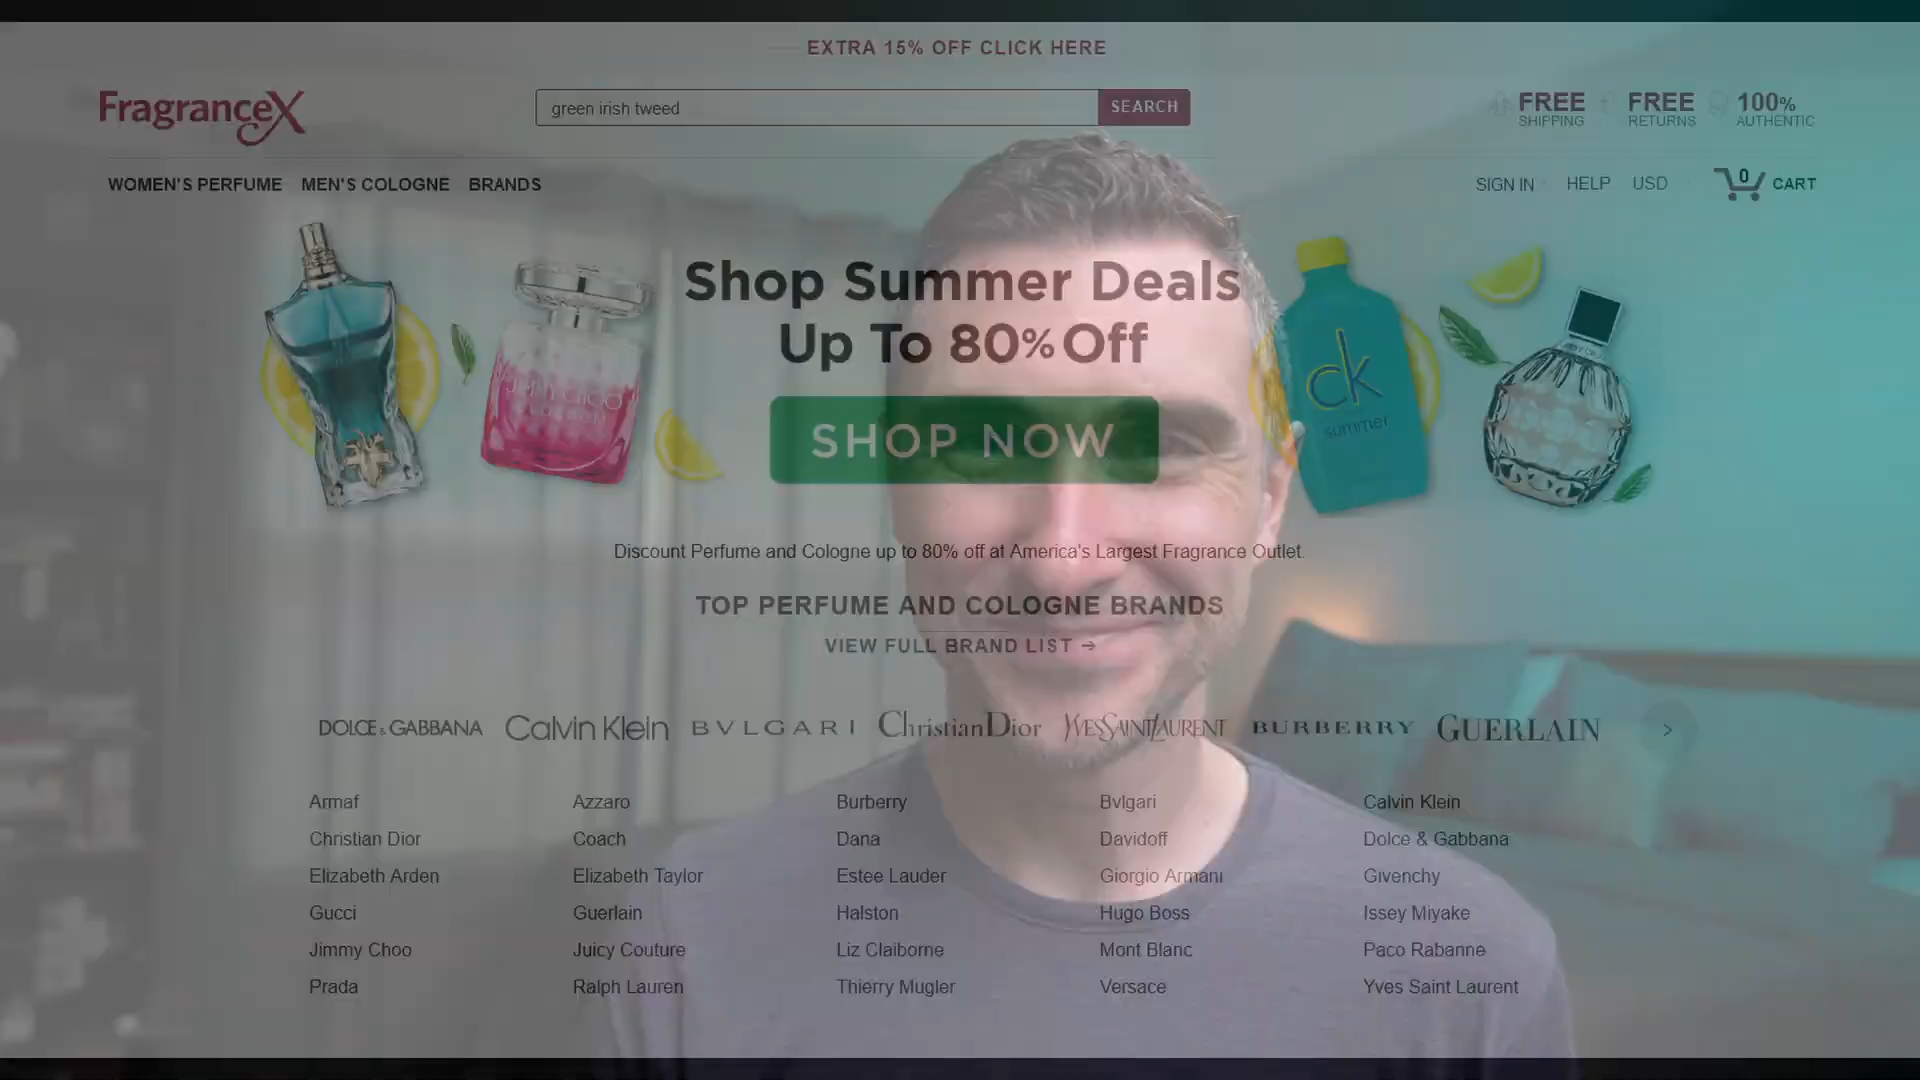 EXTRA 15% OFF CLICK HERE
FragranceX
green irish tweed
SEARCH
FREE SHIPPING
FREE RETURNS
100% AUTHENTIC
WOMEN'S PERFUME MEN'S COLOGNE BRANDS
SIGN IN HELP USD 0 CART
Shop Summer Deals
Up To 80% Off
SHOP NOW
JIMMY CHOO
ck
summer
Discount Perfume and Cologne up to 80% off at America's Largest Fragrance Outlet.
TOP PERFUME AND COLOGNE BRANDS
VIEW FULL BRAND LIST →
DOLCE & GABBANA Calvin Klein BVLGARI Christian Dior YVESSAINTLAURENT BURBERRY GUERLAIN >
Armaf Azzaro Burberry Bvlgari Calvin Klein
Christian Dior Coach Dana Davidoff Dolce & Gabbana
Elizabeth Arden Elizabeth Taylor Estee Lauder Giorgio Armani Givenchy
Gucci Guerlain Halston Hugo Boss Issey Miyake
Jimmy Choo Juicy Couture Liz Claiborne Mont Blanc Paco Rabanne
Prada Ralph Lauren Thierry Mugler Versace Yves Saint Laurent